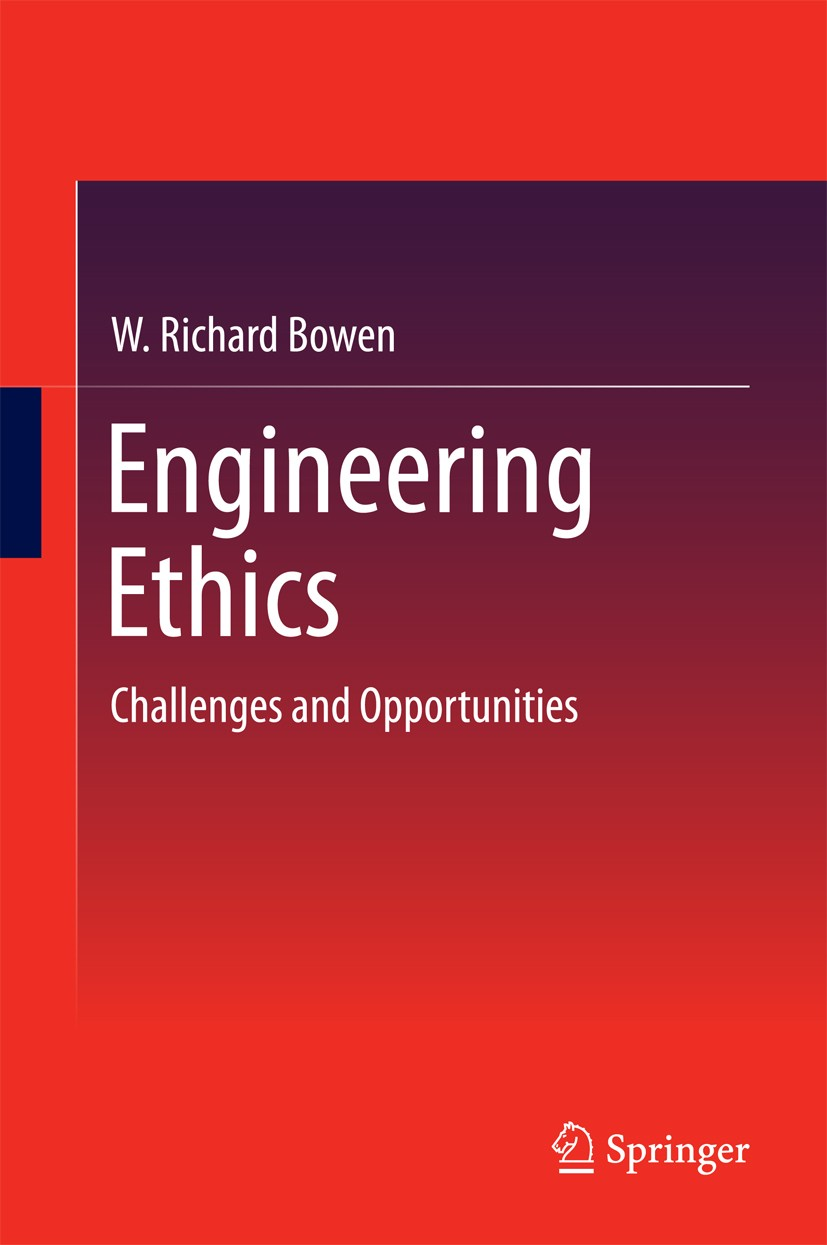 W. Richard Bowen
Engineering
Ethics
Challenges and Opportunities
Springer